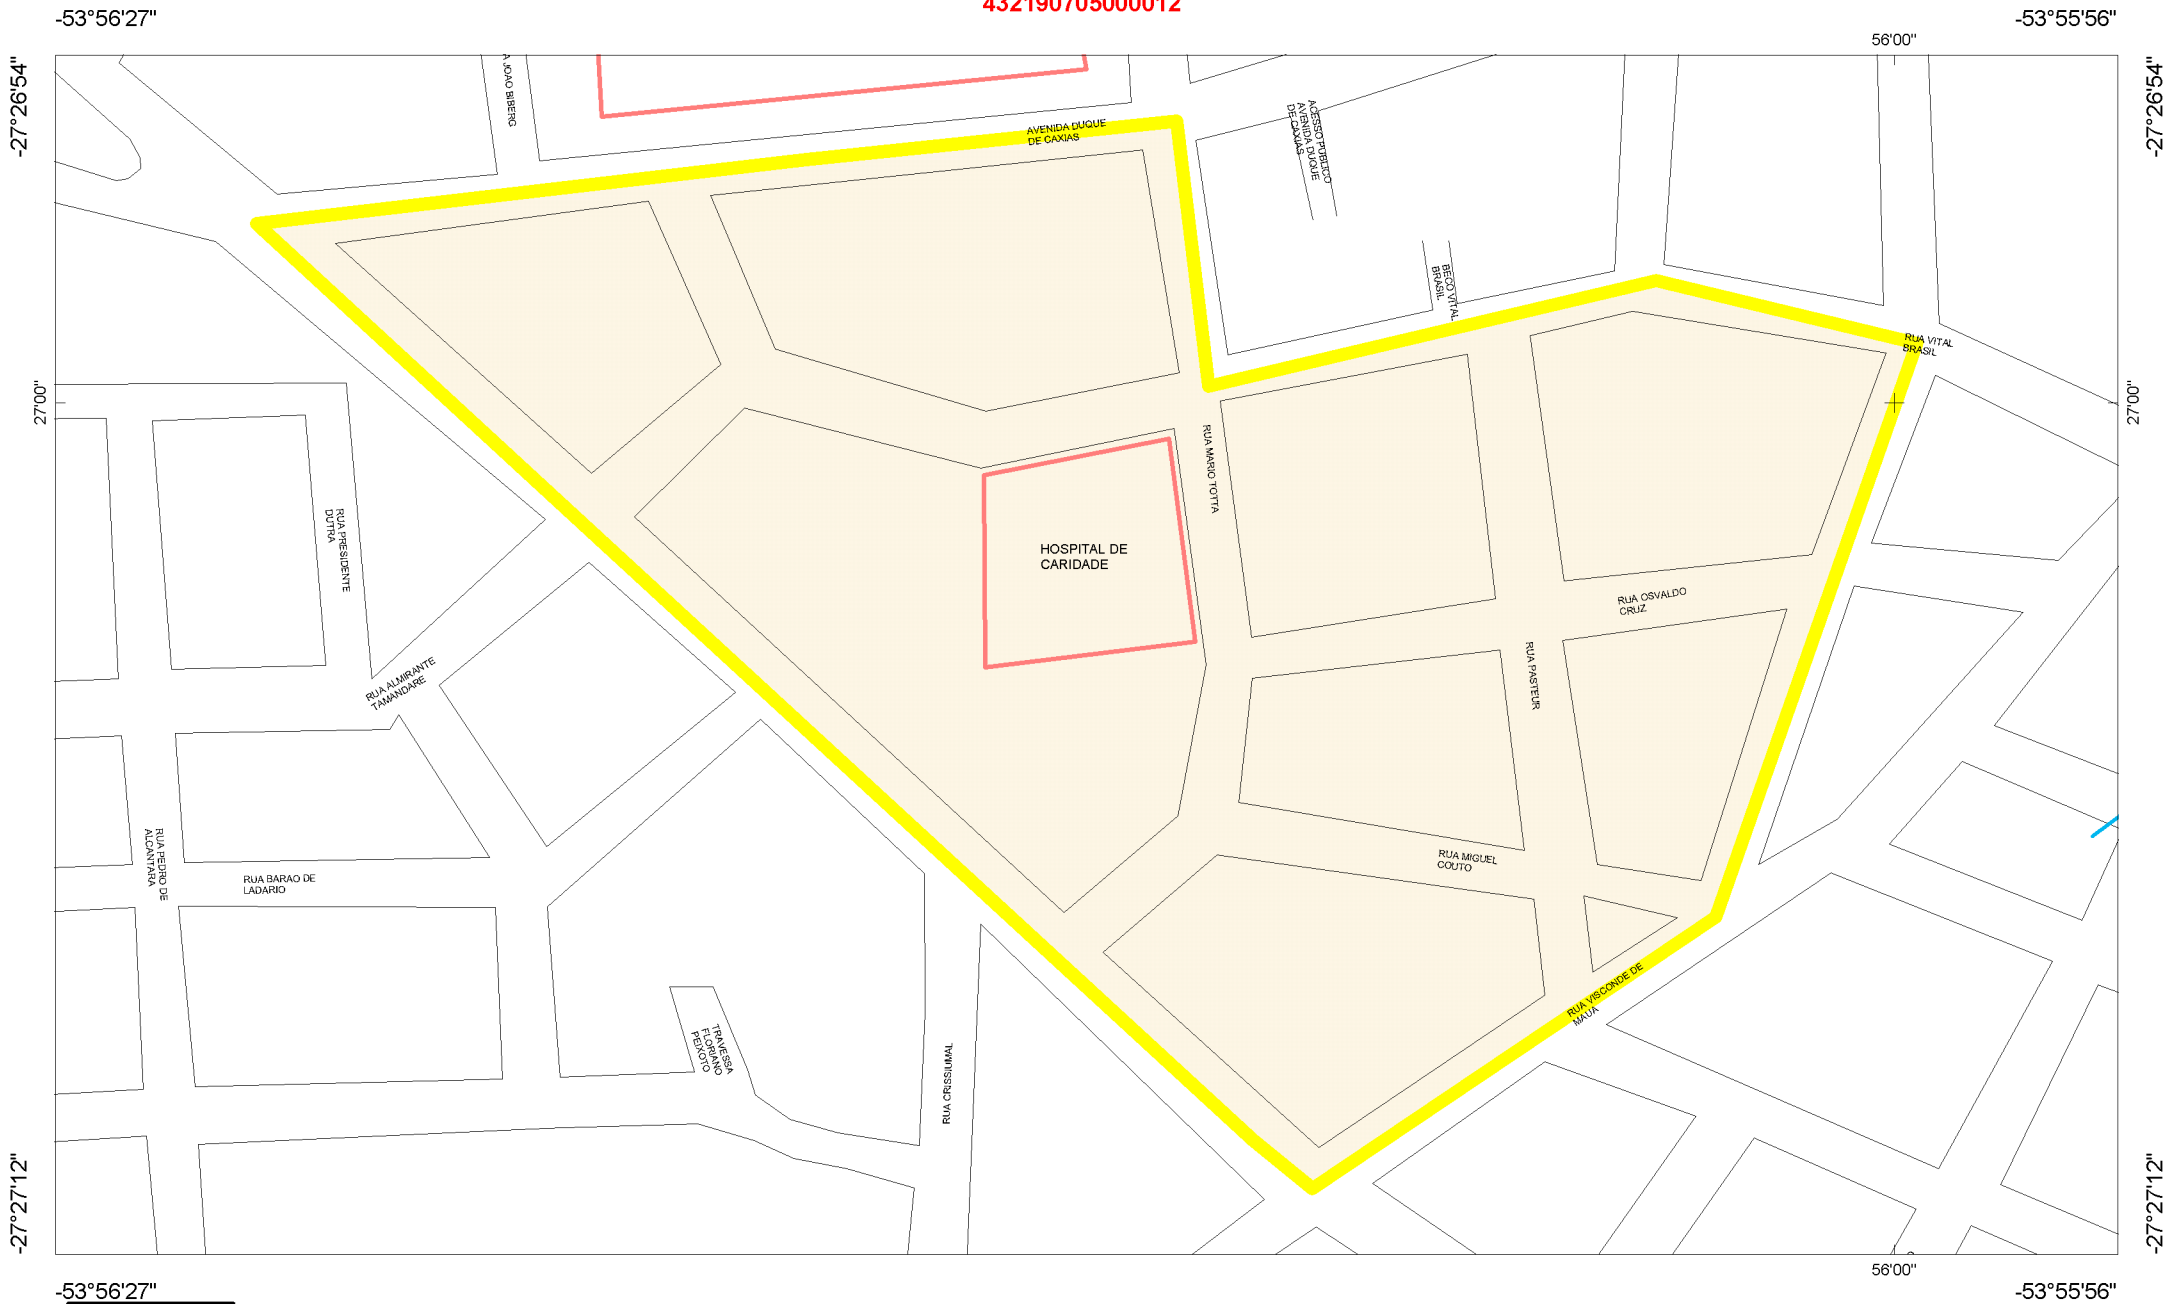 432190705000012
-53°56'27"
-53°55'56"
56'00"
-27°26'54"
-27°26'54"
JOAO BIBERG
AVENIDA DUQUE
DE CAXIAS
ACESSO PUBLICO
AVENIDA DUQUE
DE CAXIAS
BECO VITAL
BRASIL
RUA VITAL
BRASIL
27'00"
27'00"
RUA MARIO TOTTA
RUA PRESIDENTE
DUTRA
HOSPITAL DE
CARIDADE
RUA OSVALDO
CRUZ
RUA PASTEUR
RUA ALMIRANTE
TAMANDARE
RUA PEDRO DE
ALCANTARA
RUA BARAO DE
LADARIO
RUA MIGUEL
COUTO
RUA VISCONDE DE
MAUA
TRAVESSA
FLORIANO
PEIXOTO
RUA CRISSIUMAL
-27°27'12"
-27°27'12"
56'00"
-53°56'27"
-53°55'56"